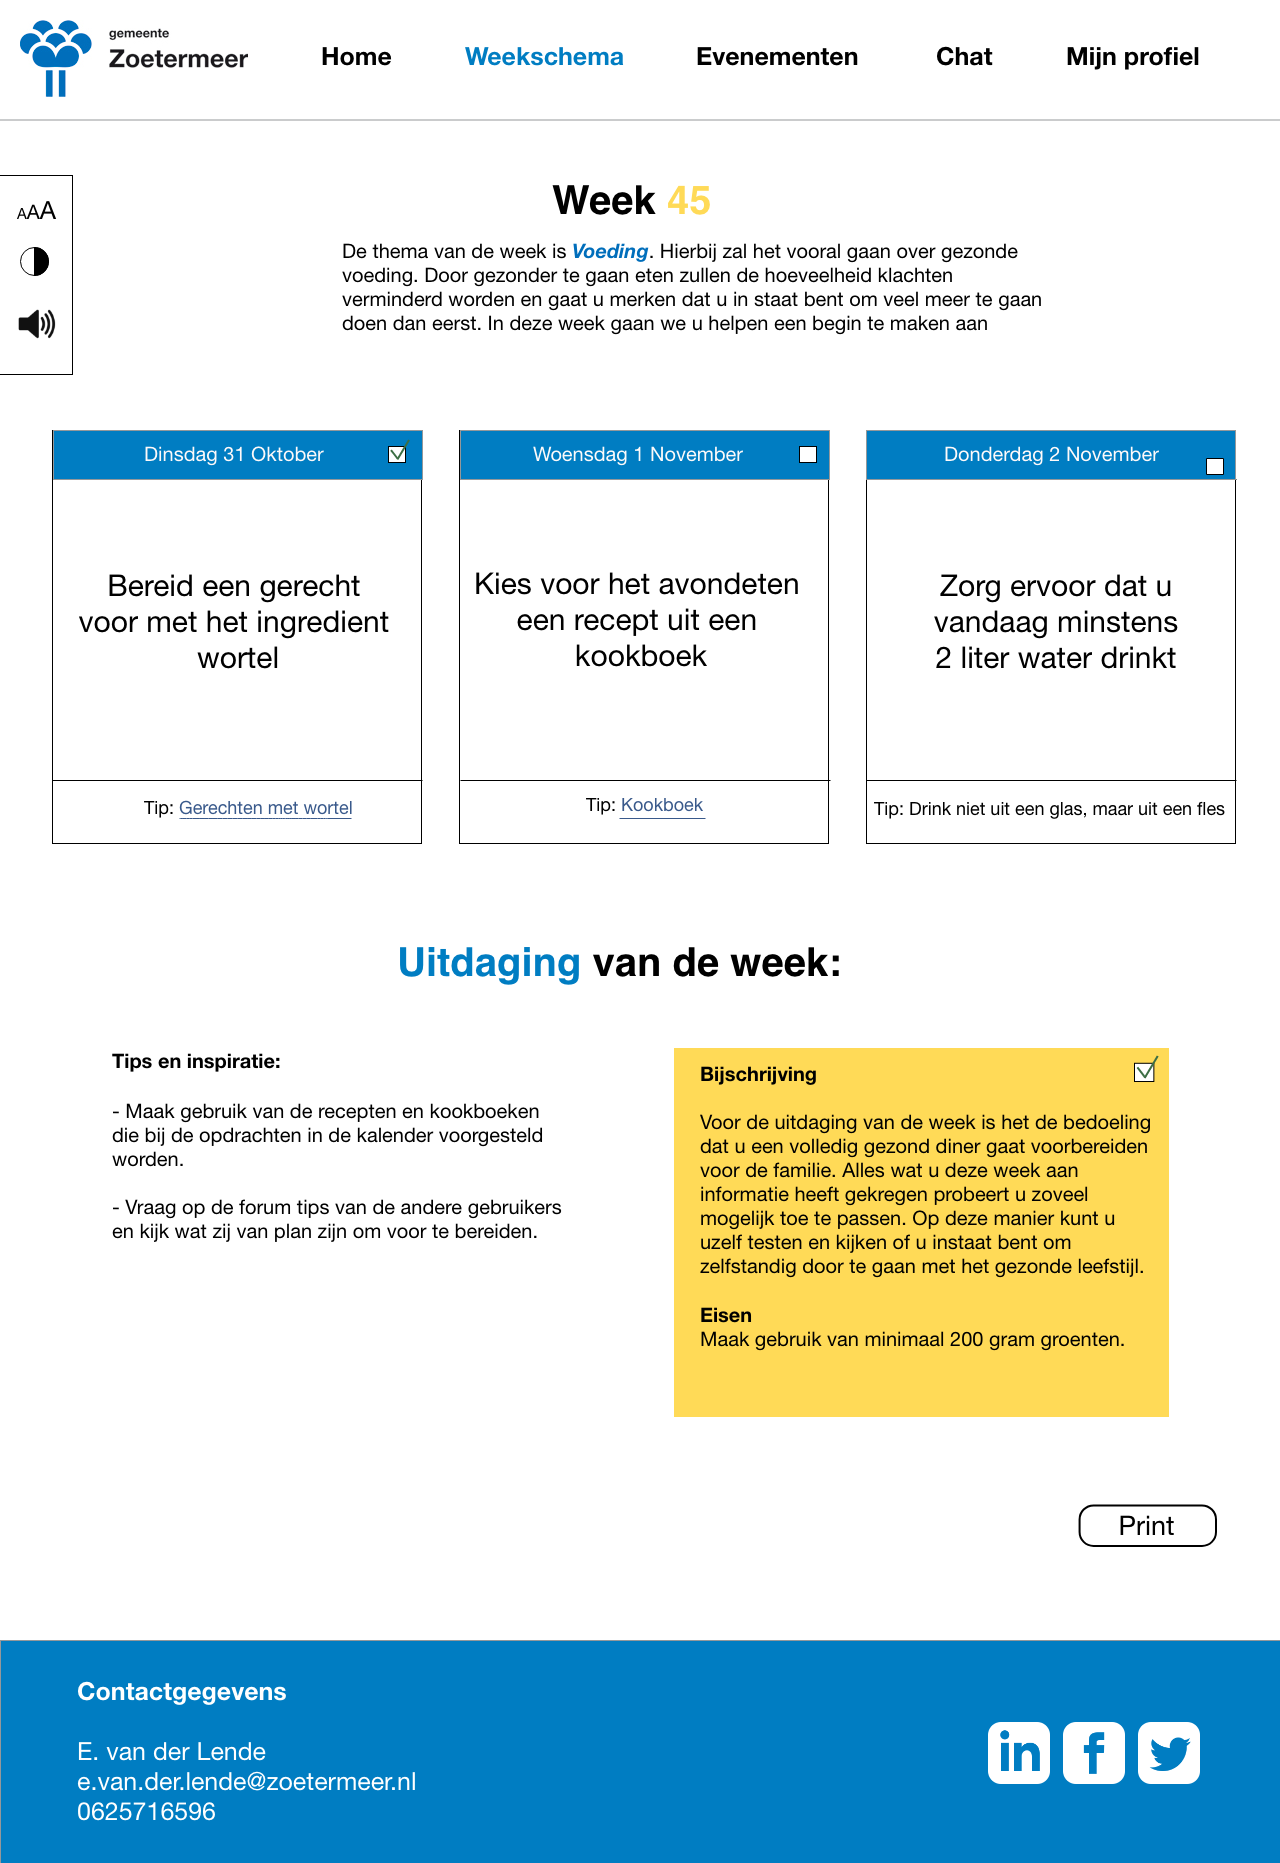 gemeente
Zoetermeer
Home
Weekschema
Evenementen
Chat
Mijn profiel
AAA
Week 45
De thema van de week is Voeding. Hierbij zal het vooral gaan over gezonde
voeding. Door gezonder te gaan eten zullen de hoeveelheid klachten
verminderd worden en gaat u merken dat u in staat bent om veel meer te gaan
doen dan eerst. In deze week gaan we u helpen een begin te maken aan
Dinsdag 31 Oktober
Bereid een gerecht
voor met het ingredient
wortel
Tip: Gerechten met wortel
Woensdag 1 November
Kies voor het avondeten
een recept uit een
kookboek
Tip: Kookboek
Donderdag 2 November
Zorg ervoor dat u
vandaag minstens
2 liter water drinkt
Tip: Drink niet uit een glas, maar uit een fles
Uitdaging van de week:
Tips en inspiratie:
- Maak gebruik van de recepten en kookboeken
die bij de opdrachten in de kalender voorgesteld
worden.
- Vraag op de forum tips van de andere gebruikers
en kijk wat zij van plan zijn om voor te bereiden.
Bijschrijving
Voor de uitdaging van de week is het de bedoeling
dat u een volledig gezond diner gaat voorbereiden
voor de familie. Alles wat u deze week aan
informatie heeft gekregen probeert u zoveel
mogelijk toe te passen. Op deze manier kunt u
uzelf testen en kijken of u instaat bent om
zelfstandig door te gaan met het gezonde leefstijl.
Eisen
Maak gebruik van minimaal 200 gram groenten.
Print
Contactgegevens
E. van der Lende
e.van.der.lende@zoetermeer.nl
0625716596
in
f